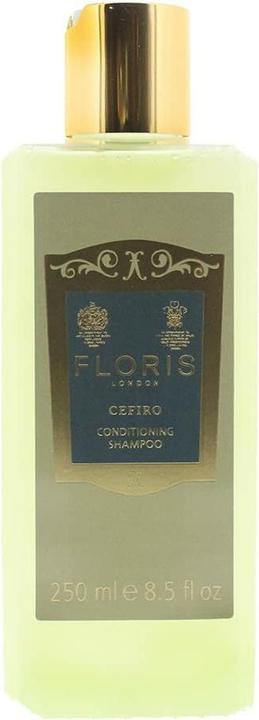 FLORIS
LONDON
CEFIRO
CONDITIONING
SHAMPOO
250 ml e 8.5 fl oz